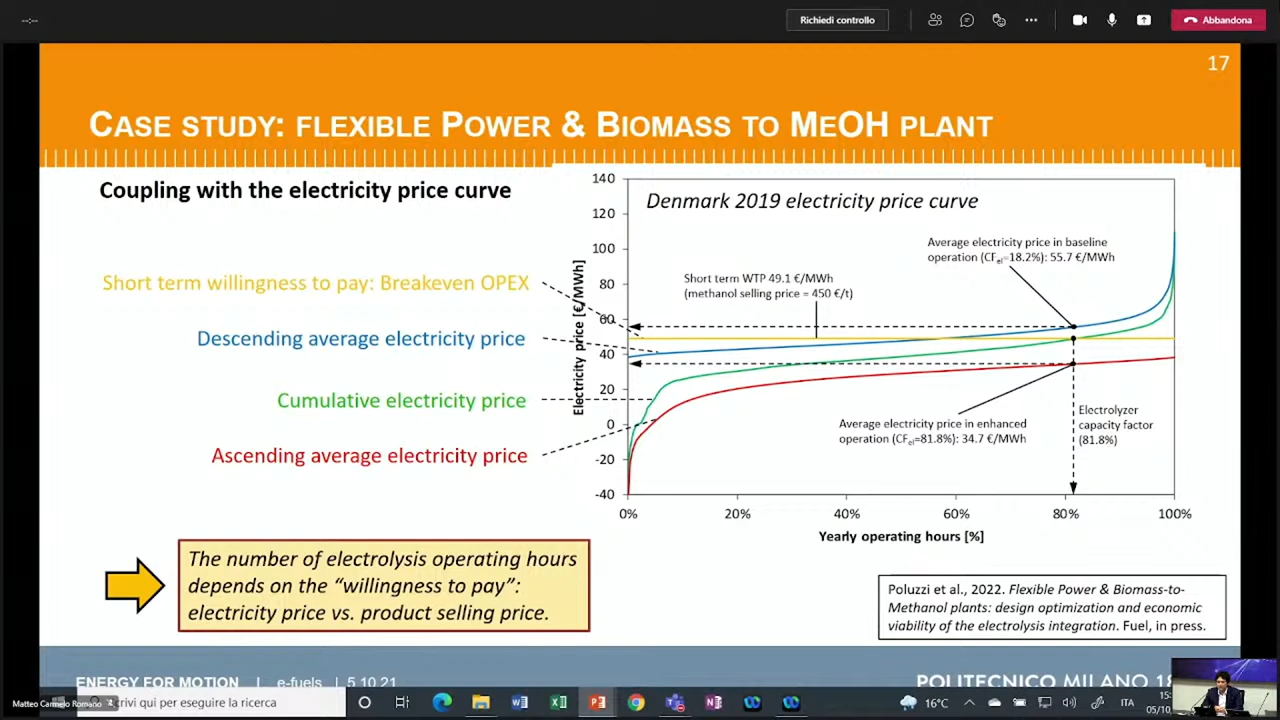 --:--
Richiedi controllo
Abbandona
17
CASE STUDY: FLEXIBLE POWER & BIOMASS TO MEOH PLANT
Coupling with the electricity price curve
Short term willingness to pay: Breakeven OPEX
Descending average electricity price
Cumulative electricity price
Ascending average electricity price
Denmark 2019 electricity price curve
Average electricity price in baseline
operation (CFel=18.2%): 55.7 €/MWh
Short term WTP 49.1 €/MWh
(methanol selling price = 450 €/t)
Average electricity price in enhanced
operation (CFel=81.8%): 34.7 €/MWh
Electrolyzer
capacity factor
(81.8%)
Electricity price [€/MWh]
140
120
100
80
60
40
20
0
-20
-40
0% 20% 40% 60% 80% 100%
Yearly operating hours [%]
The number of electrolysis operating hours
depends on the “willingness to pay”:
electricity price vs. product selling price.
Poluzzi et al., 2022. Flexible Power & Biomass-to-
Methanol plants: design optimization and economic
viability of the electrolysis integration. Fuel, in press.
ENERGY FOR MOTION | e-fuels | 5.10.21
POLITECNICO MILANO
Matteo Carmelo Romano
crivi qui per eseguire la ricerca
16°C
ITA
15:
05/10